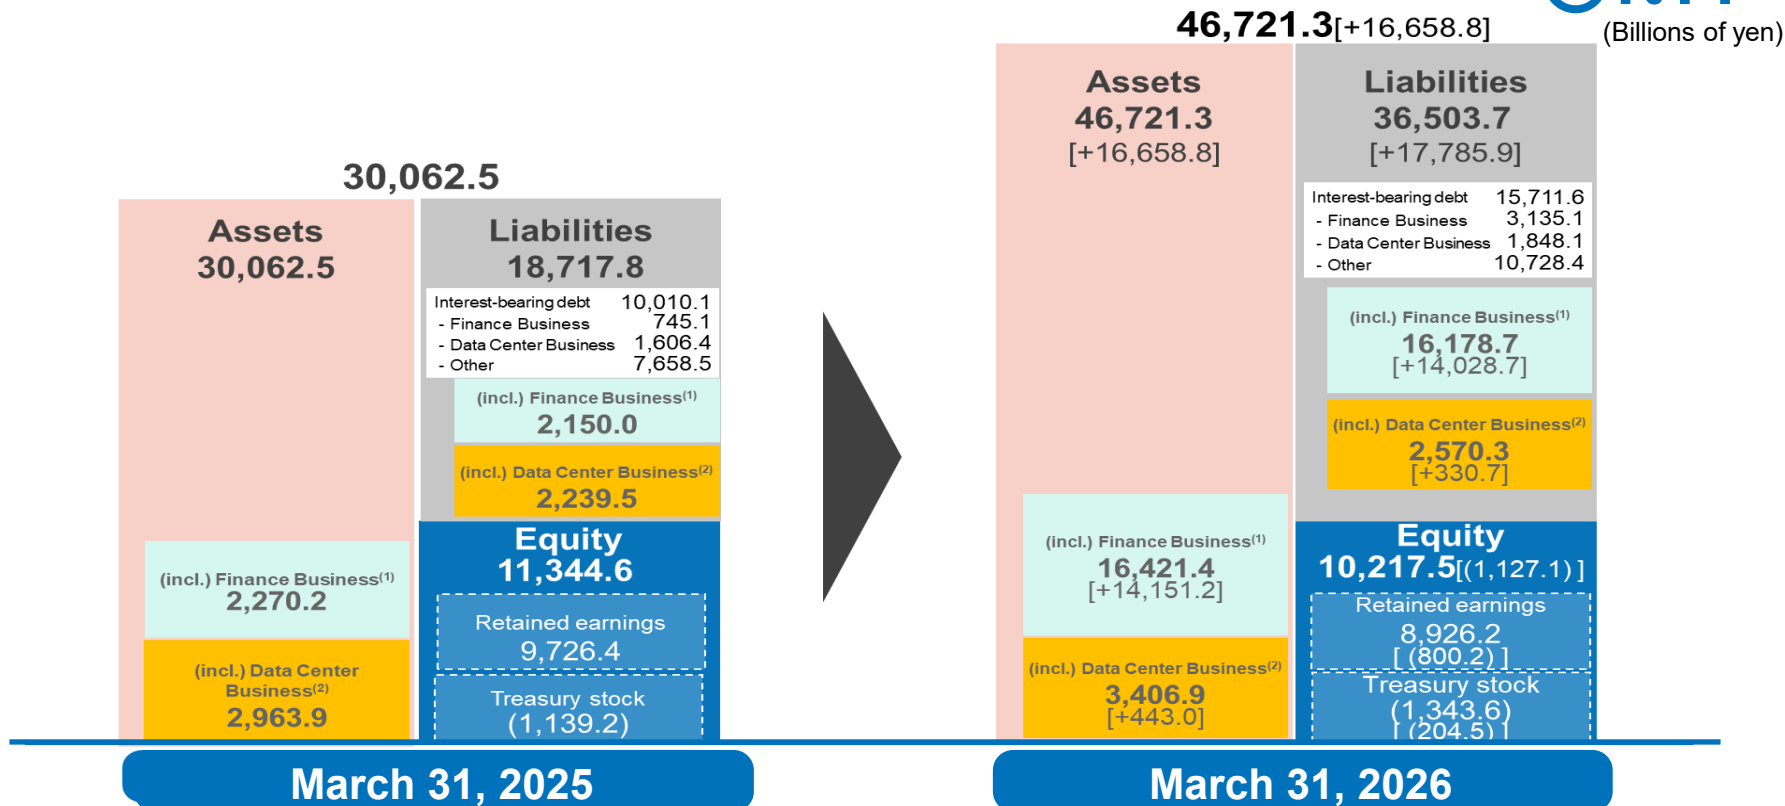 (Billions of yen)
30,062.5
Assets
30,062.5
(incl.) Finance Business(1)
2,270.2
(incl.) Data Center
Business(2)
2,963.9
Liabilities
18,717.8
Interest-bearing debt 10,010.1
- Finance Business 745.1
- Data Center Business 1,606.4
- Other 7,658.5
(incl.) Finance Business(1)
2,150.0
(incl.) Data Center Business(2)
2,239.5
Equity
11,344.6
Retained earnings
9,726.4
Treasury stock
(1,139.2)
March 31, 2025
46,721.3[+16,658.8]
Assets
46,721.3
[+16,658.8]
(incl.) Finance Business(1)
16,421.4
[+14,151.2]
(incl.) Data Center Business(2)
3,406.9
[+443.0]
Liabilities
36,503.7
[+17,785.9]
Interest-bearing debt 15,711.6
- Finance Business 3,135.1
- Data Center Business 1,848.1
- Other 10,728.4
(incl.) Finance Business(1)
16,178.7
[+14,028.7]
(incl.) Data Center Business(2)
2,570.3
[+330.7]
Equity
10,217.5[(1,127.1) ]
Retained earnings
8,926.2
[ (800.2) ]
Treasury stock
(1,343.6)
[ (204.5) ]
March 31, 2026